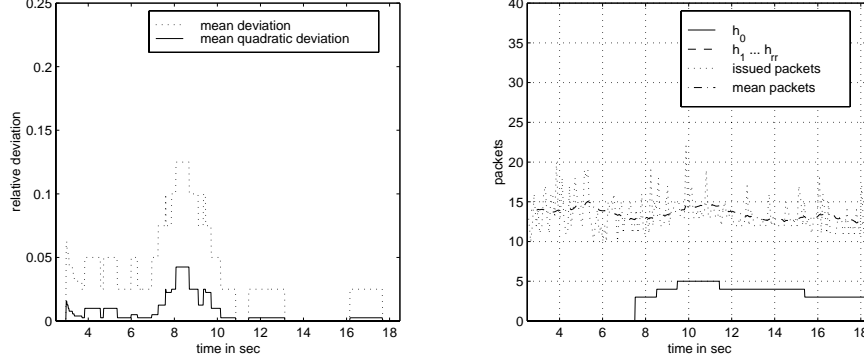 0.25
0.2
0.15
0.1
0.05
0
relative deviation
mean deviation
mean quadratic deviation
4 6 8 10 12 14 16 18
time in sec
40
35
30
25
20
15
10
5
0
packets
h0
h1 ... hrr
issued packets
mean packets
4 6 8 10 12 14 16 18
time in sec